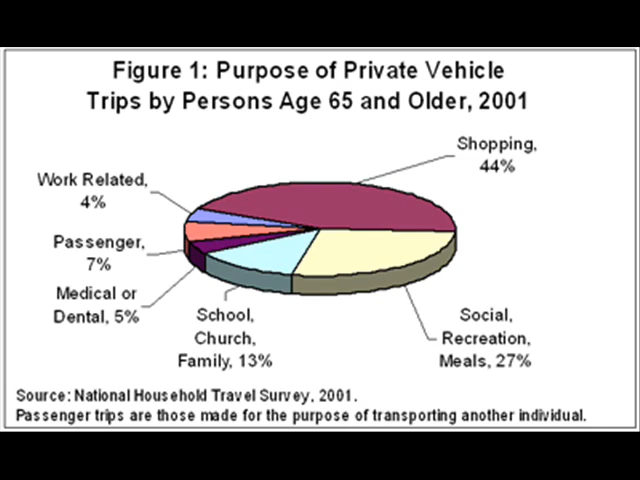 Figure 1: Purpose of Private Vehicle
Trips by Persons Age 65 and Older, 2001
Shopping,
44%
Work Related,
4%
Passenger,
7%
Medical or
Dental, 5%
School,
Church,
Family, 13%
Social,
Recreation,
Meals, 27%
Source: National Household Travel Survey, 2001.
Passenger trips are those made for the purpose of transporting another individual.